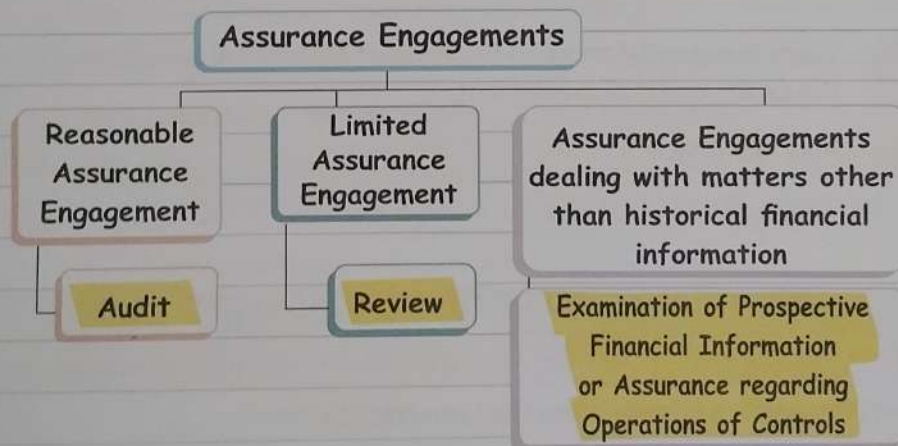 Assurance Engagements
Reasonable
Assurance
Engagement
Limited
Assurance
Engagement
Assurance Engagements
dealing with matters other
than historical financial
information
Audit
Review
Examination of Prospective
Financial Information
or Assurance regarding
Operations of Controls